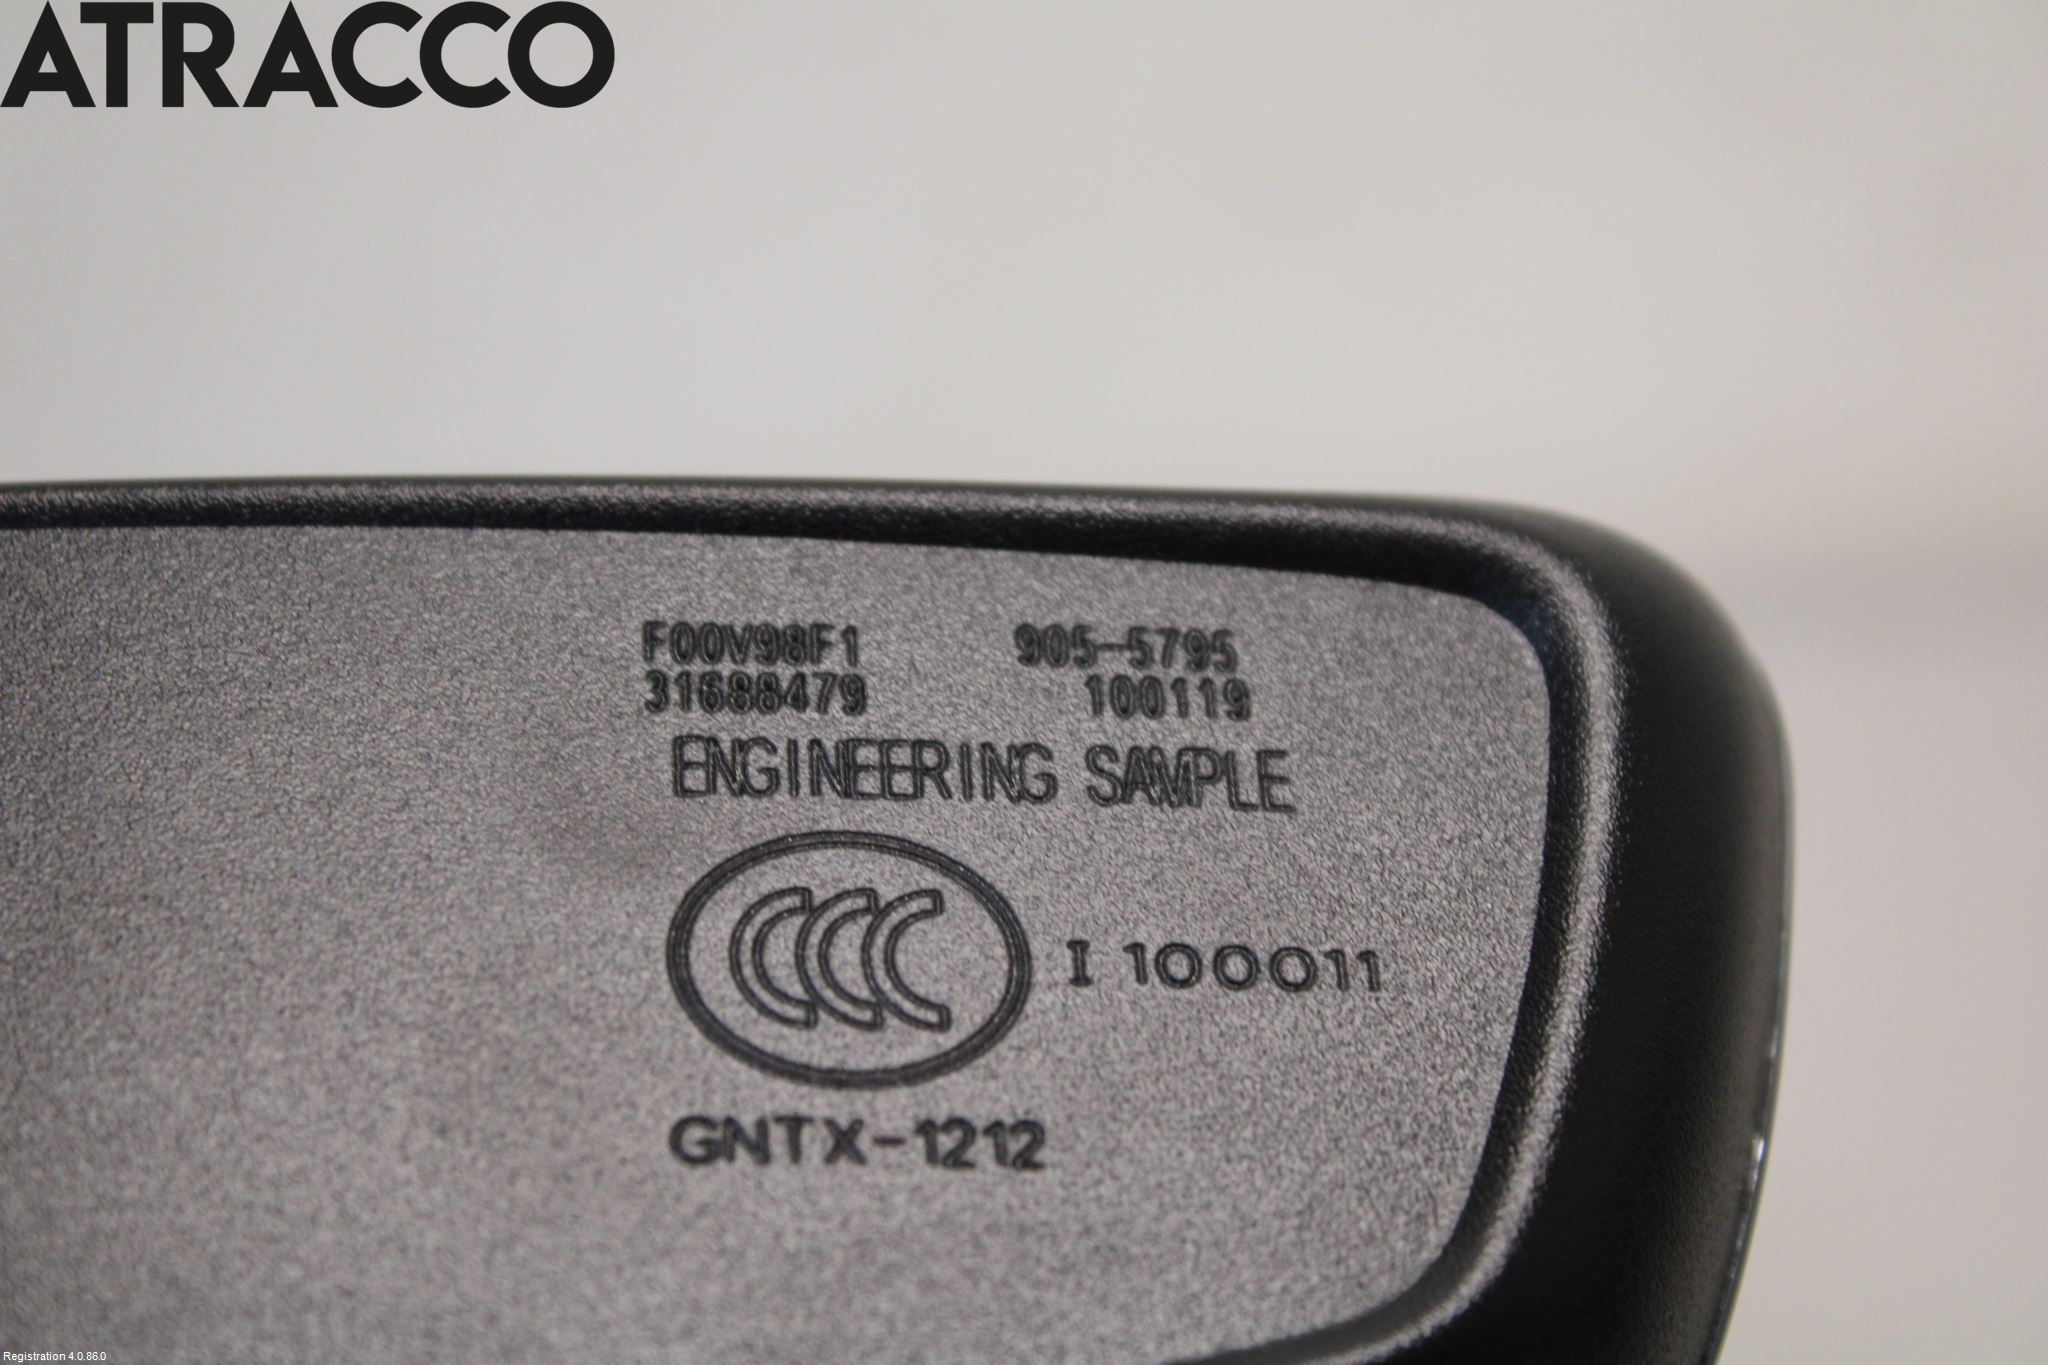 ATRACCO
F00V98F1 905-5795
31688479 100119
ENGINEERING SAMPLE
CCC I 100011
GNTX-1212
Registration 4.0.86.0